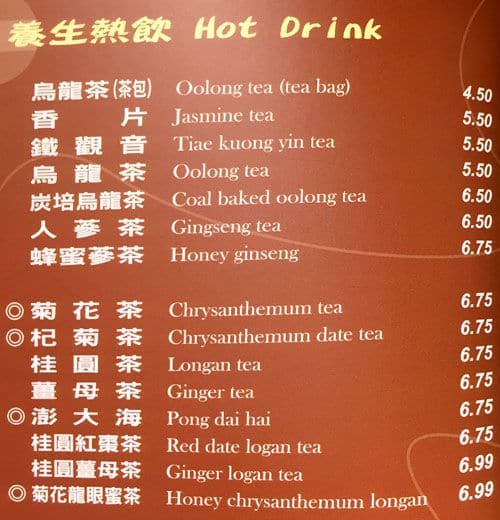 養生熱飲 Hot Drink
烏龍茶(茶包) Oolong tea (tea bag) 4.50
香片 Jasmine tea 5.50
鐵觀音 Tiae kuong yin tea 5.50
烏龍茶 Oolong tea 5.50
炭培烏龍茶 Coal baked oolong tea 6.50
人蔘茶 Gingseng tea 6.50
蜂蜜蔘茶 Honey ginseng 6.75
◎ 菊花茶 Chrysanthemum tea 6.75
◎ 杞菊茶 Chrysanthemum date tea 6.75
桂圓茶 Longan tea 6.75
薑母茶 Ginger tea 6.75
◎ 澎大海 Pong dai hai 6.75
桂圓紅棗茶 Red date logan tea 6.75
桂圓薑母茶 Ginger logan tea 6.99
◎ 菊花龍眼蜜茶 Honey chrysanthemum longan 6.99